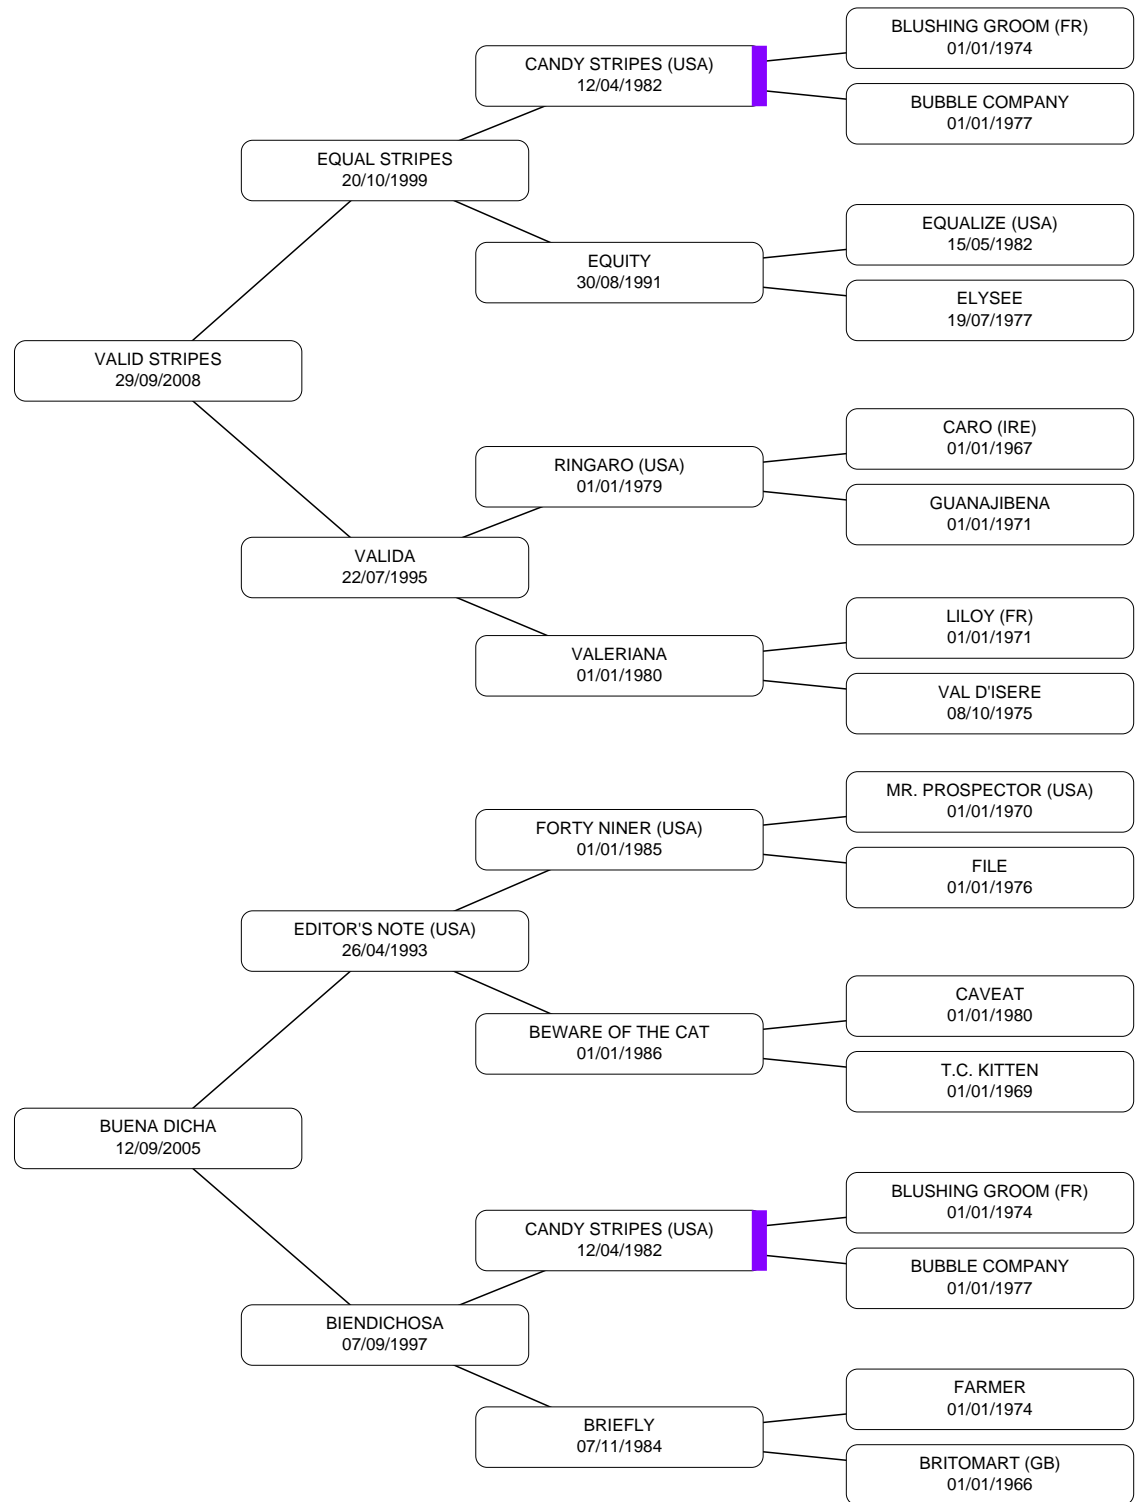 BLUSHING GROOM (FR)
01/01/1974
CANDY STRIPES (USA)
12/04/1982
BUBBLE COMPANY
01/01/1977
EQUAL STRIPES
20/10/1999
EQUALIZE (USA)
15/05/1982
EQUITY
30/08/1991
ELYSEE
19/07/1977
VALID STRIPES
29/09/2008
CARO (IRE)
01/01/1967
RINGARO (USA)
01/01/1979
GUANAJIBENA
01/01/1971
VALIDA
22/07/1995
LILOY (FR)
01/01/1971
VALERIANA
01/01/1980
VAL D'ISERE
08/10/1975
MR. PROSPECTOR (USA)
01/01/1970
FORTY NINER (USA)
01/01/1985
FILE
01/01/1976
EDITOR'S NOTE (USA)
26/04/1993
CAVEAT
01/01/1980
BEWARE OF THE CAT
01/01/1986
T.C. KITTEN
01/01/1969
BUENA DICHA
12/09/2005
BLUSHING GROOM (FR)
01/01/1974
CANDY STRIPES (USA)
12/04/1982
BUBBLE COMPANY
01/01/1977
BIENDICHOSA
07/09/1997
FARMER
01/01/1974
BRIEFLY
07/11/1984
BRITOMART (GB)
01/01/1966